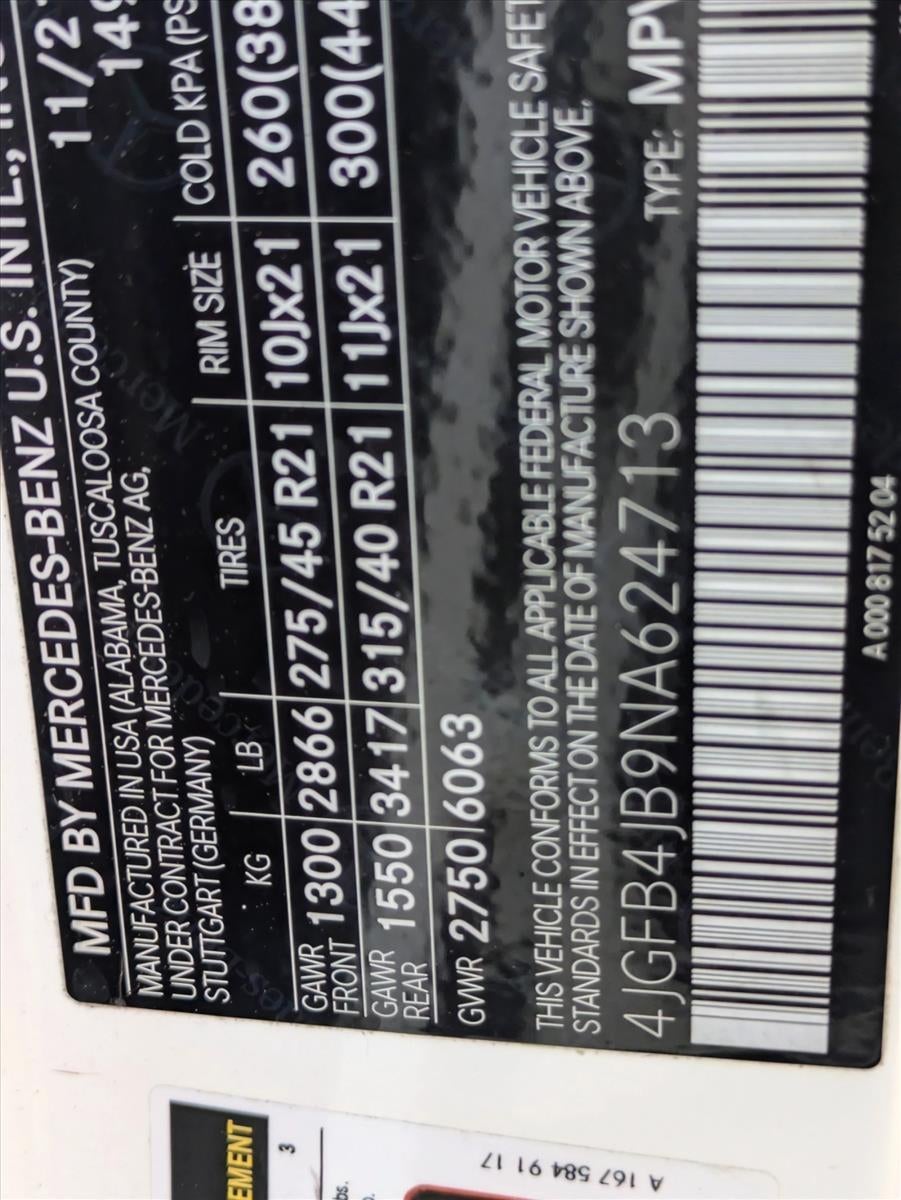 MFD BY MERCEDES-BENZ U.S. INTL., 11/2
MANUFACTURED IN USA (ALABAMA, TUSCALOOSA COUNTY)
UNDER CONTRACT FOR MERCEDES-BENZ AG,
STUTTGART (GERMANY)
KG LB TIRES RIM SIZE COLD KPA (PS
GAWR FRONT 1300 2866 275/45 R21 10Jx21 260(38
GAWR REAR 1550 3417 315/40 R21 11Jx21 300(44
GVWR 2750 6063
THIS VEHICLE CONFORMS TO ALL APPLICABLE FEDERAL MOTOR VEHICLE SAFET
STANDARDS IN EFFECT ON THE DATE OF MANUFACTURE SHOWN ABOVE.
4JGFB4JB9NA624713 TYPE: MPV
A 000 817 52 04
EMENT
3
bs.
A 167 584 91 17